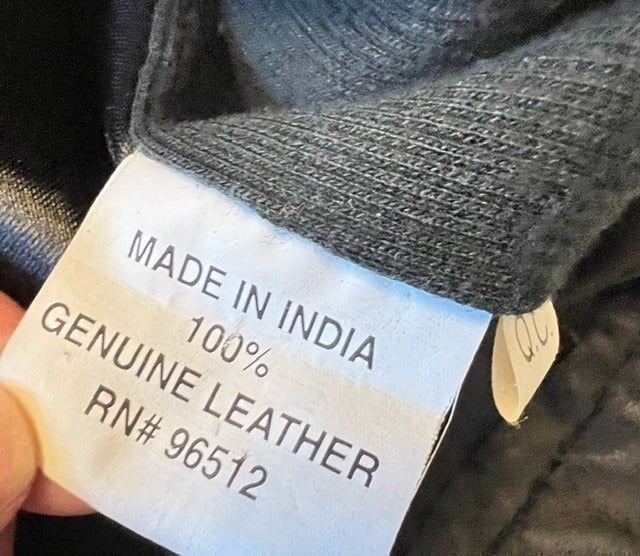 MADE IN INDIA
100%
GENUINE LEATHER
RN# 96512
Q.C.